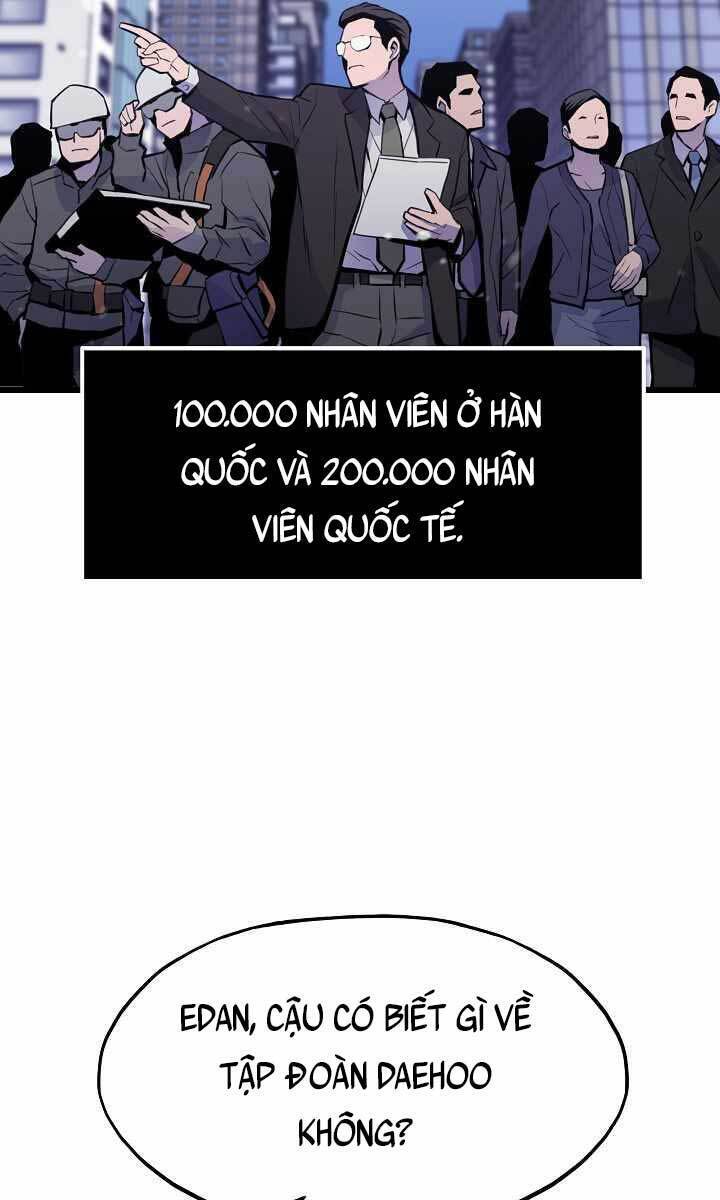 100.000 NHÂN VIÊN Ở HÀN
QUỐC VÀ 200.000 NHÂN
VIÊN QUỐC TẾ.
EDAN, CẬU CÓ BIẾT GÌ VỀ
TẬP ĐOÀN DAEHOO
KHÔNG?